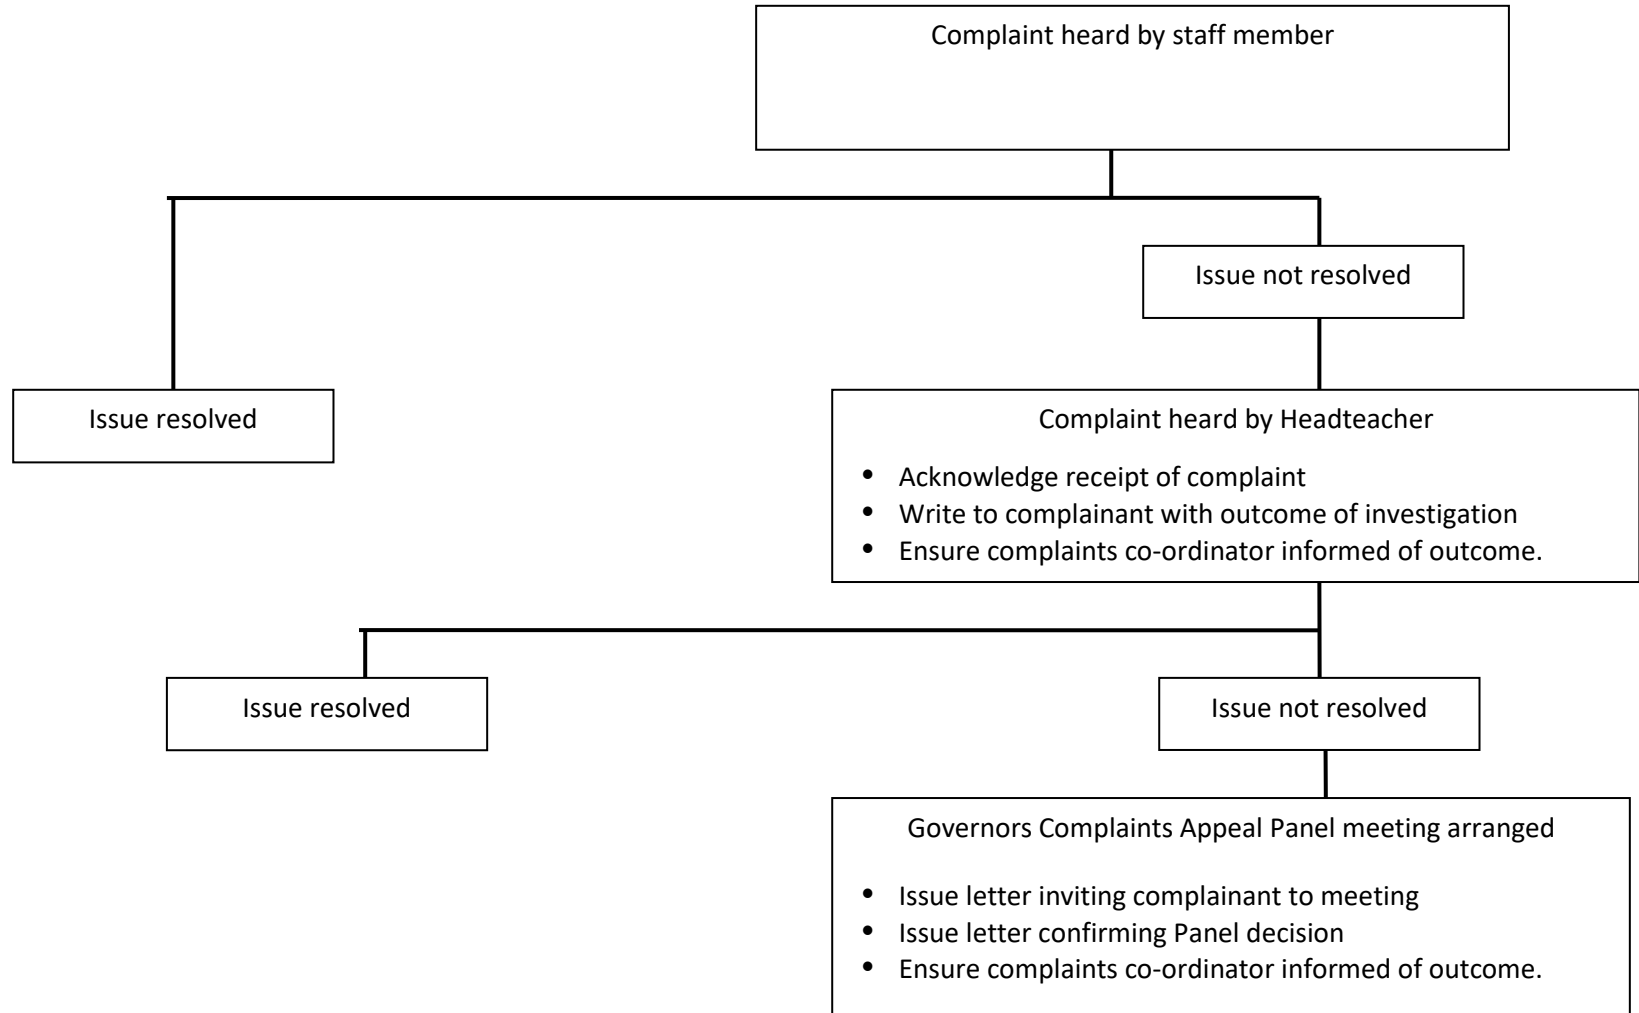 Complaint heard by staff member
Issue not resolved
Issue resolved
Complaint heard by Headteacher
• Acknowledge receipt of complaint
• Write to complainant with outcome of investigation
• Ensure complaints co-ordinator informed of outcome.
Issue resolved
Issue not resolved
Governors Complaints Appeal Panel meeting arranged
• Issue letter inviting complainant to meeting
• Issue letter confirming Panel decision
• Ensure complaints co-ordinator informed of outcome.